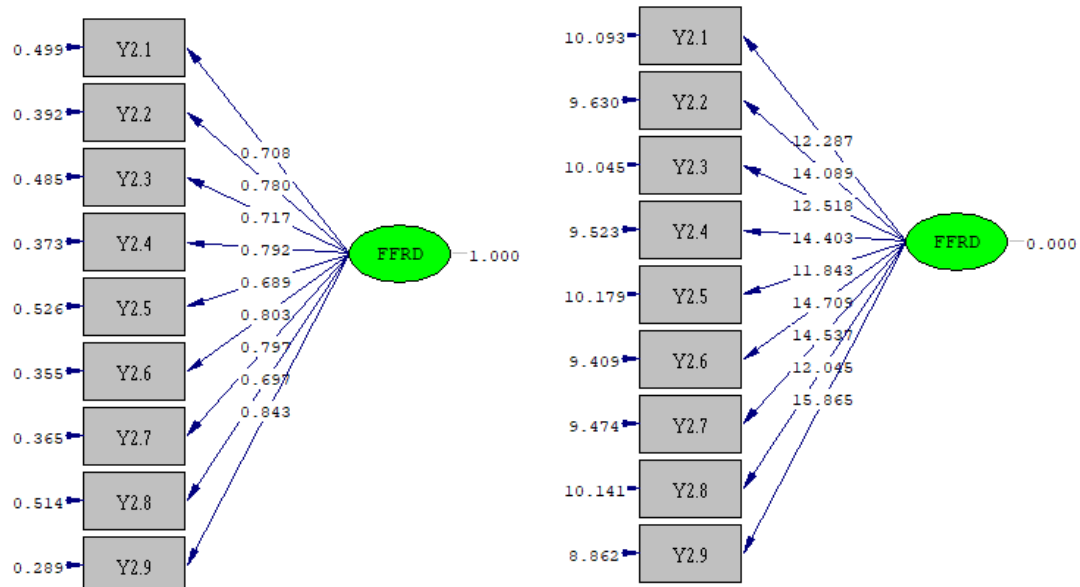 0.499 Y2.1
0.392 Y2.2
0.485 Y2.3
0.373 Y2.4
0.526 Y2.5
0.355 Y2.6
0.365 Y2.7
0.514 Y2.8
0.289 Y2.9
0.708
0.780
0.717
0.792
0.689
0.803
0.797
0.697
0.843
FFRD 1.000
10.093 Y2.1
9.630 Y2.2
10.045 Y2.3
9.523 Y2.4
10.179 Y2.5
9.409 Y2.6
9.474 Y2.7
10.141 Y2.8
8.862 Y2.9
12.287
14.089
12.518
14.403
11.843
14.709
14.537
12.045
15.865
FFRD 0.000